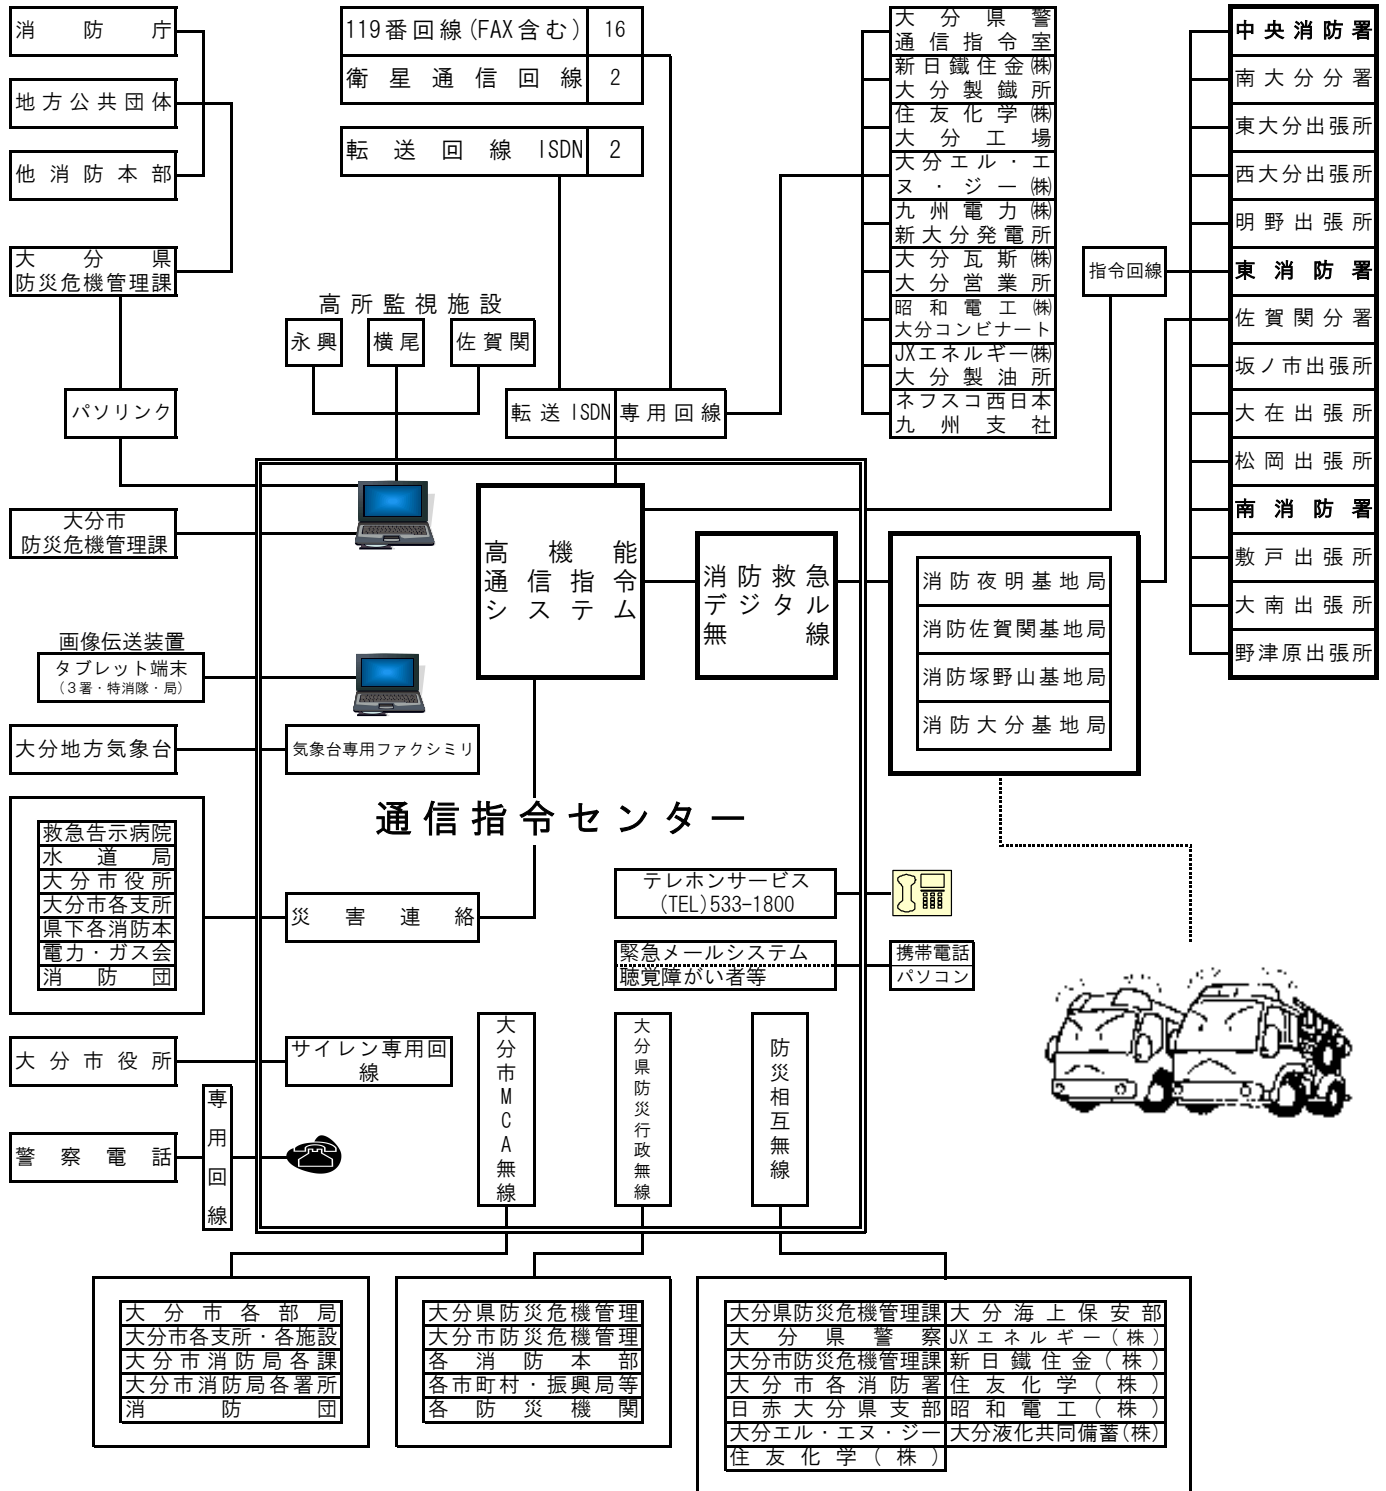 消防庁
地方公共団体
他消防本部
大分県
防災危機管理課
パソリンク
119番回線(FAX含む) 16
衛星通信回線 2
転送回線ISDN 2
高所監視施設
永興
横尾
佐賀関
転送ISDN
専用回線
大分県警
通信指令室
新日鐵住金㈱
大分製鐵所
住友化学㈱
大分工場
大分エル・エ
ヌ・ジー㈱
九州電力㈱
新大分発電所
大分瓦斯㈱
大分営業所
昭和電工㈱
大分コンビナート
JXエネルギー㈱
大分製油所
ネフスコ西日本
九州支社
指令回線
中央消防署
南大分分署
東大分出張所
西大分出張所
明野出張所
東消防署
佐賀関分署
坂ノ市出張所
大在出張所
松岡出張所
南消防署
敷戸出張所
大南出張所
野津原出張所
大分市
防災危機管理課
画像伝送装置
タブレット端末
(3署・特消隊・局)
大分地方気象台
気象台専用ファクシミリ
高機能
通信指令
システム
消防救急
デジタル
無線
消防夜明基地局
消防佐賀関基地局
消防塚野山基地局
消防大分基地局
通信指令センター
救急告示病院
水道局
大分市役所
大分市各支所
県下各消防本
電力・ガス会
消防団
災害連絡
テレホンサービス
(TEL)533-1800
緊急メールシステム
聴覚障がい者等
携帯電話
パソコン
大分市役所
サイレン専用回
線
警察電話
専用回線
大分市MCA無線
大分県防災行政無線
防災相互無線
大分市各部局
大分市各支所・各施設
大分市消防局各課
大分市消防局各署所
消防団
大分県防災危機管理
大分市防災危機管理
各消防本部
各市町村・振興局等
各防災機関
大分県防災危機管理課 大分海上保安部
大分県警察 JXエネルギー(株)
大分市防災危機管理課 新日鐵住金(株)
大分市各消防署 住友化学(株)
日赤大分県支部 昭和電工(株)
大分エル・エヌ・ジー 大分液化共同備蓄(株)
住友化学(株)